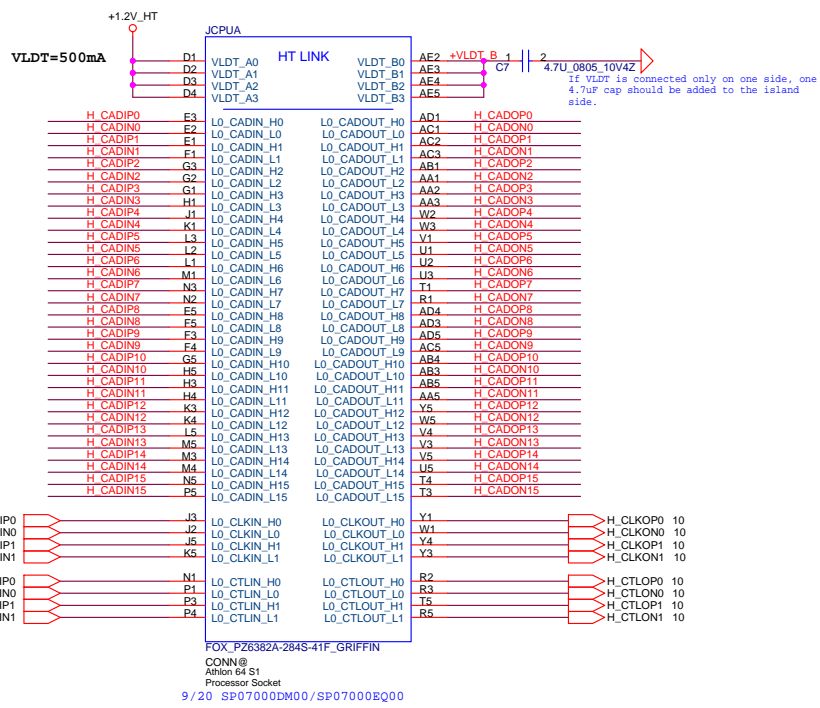 +1.2V_HT
JCPUA
VLDT=500mA
HT LINK
D1 VLDT_A0 VLDT_B0 AE2 +VLDT_B 1 2
D2 VLDT_A1 VLDT_B1 AE3 C7 4.7U_0805_10V4Z
D3 VLDT_A2 VLDT_B2 AE4
D4 VLDT_A3 VLDT_B3 AE5
If VLDT is connected only on one side, one
4.7uF cap should be added to the island
side.
H_CADIP0 E3 L0_CADIN_H0 L0_CADOUT_H0 AD1 H_CADOP0
H_CADIN0 E2 L0_CADIN_L0 L0_CADOUT_L0 AC1 H_CADON0
H_CADIP1 E1 L0_CADIN_H1 L0_CADOUT_H1 AC2 H_CADOP1
H_CADIN1 F1 L0_CADIN_L1 L0_CADOUT_L1 AC3 H_CADON1
H_CADIP2 G3 L0_CADIN_H2 L0_CADOUT_H2 AB1 H_CADOP2
H_CADIN2 G2 L0_CADIN_L2 L0_CADOUT_L2 AA1 H_CADON2
H_CADIP3 G1 L0_CADIN_H3 L0_CADOUT_H3 AA2 H_CADOP3
H_CADIN3 H1 L0_CADIN_L3 L0_CADOUT_L3 AA3 H_CADON3
H_CADIP4 J1 L0_CADIN_H4 L0_CADOUT_H4 W2 H_CADOP4
H_CADIN4 K1 L0_CADIN_L4 L0_CADOUT_L4 W3 H_CADON4
H_CADIP5 L3 L0_CADIN_H5 L0_CADOUT_H5 V1 H_CADOP5
H_CADIN5 L2 L0_CADIN_L5 L0_CADOUT_L5 U1 H_CADON5
H_CADIP6 L1 L0_CADIN_H6 L0_CADOUT_H6 U2 H_CADOP6
H_CADIN6 M1 L0_CADIN_L6 L0_CADOUT_L6 U3 H_CADON6
H_CADIP7 N3 L0_CADIN_H7 L0_CADOUT_H7 T1 H_CADOP7
H_CADIN7 N2 L0_CADIN_L7 L0_CADOUT_L7 R1 H_CADON7
H_CADIP8 E5 L0_CADIN_H8 L0_CADOUT_H8 AD4 H_CADOP8
H_CADIN8 F5 L0_CADIN_L8 L0_CADOUT_L8 AD3 H_CADON8
H_CADIP9 F3 L0_CADIN_H9 L0_CADOUT_H9 AD5 H_CADOP9
H_CADIN9 F4 L0_CADIN_L9 L0_CADOUT_L9 AC5 H_CADON9
H_CADIP10 G5 L0_CADIN_H10 L0_CADOUT_H10 AB4 H_CADOP10
H_CADIN10 H5 L0_CADIN_L10 L0_CADOUT_L10 AB3 H_CADON10
H_CADIP11 H3 L0_CADIN_H11 L0_CADOUT_H11 AB5 H_CADOP11
H_CADIN11 H4 L0_CADIN_L11 L0_CADOUT_L11 AA5 H_CADON11
H_CADIP12 K3 L0_CADIN_H12 L0_CADOUT_H12 Y5 H_CADOP12
H_CADIN12 K4 L0_CADIN_L12 L0_CADOUT_L12 W5 H_CADON12
H_CADIP13 L5 L0_CADIN_H13 L0_CADOUT_H13 V4 H_CADOP13
H_CADIN13 M5 L0_CADIN_L13 L0_CADOUT_L13 V3 H_CADON13
H_CADIP14 M3 L0_CADIN_H14 L0_CADOUT_H14 V5 H_CADOP14
H_CADIN14 M4 L0_CADIN_L14 L0_CADOUT_L14 U5 H_CADON14
H_CADIP15 N5 L0_CADIN_H15 L0_CADOUT_H15 T4 H_CADOP15
H_CADIN15 P5 L0_CADIN_L15 L0_CADOUT_L15 T3 H_CADON15
IP0 J3 L0_CLKIN_H0 L0_CLKOUT_H0 Y1 H_CLKOP0 10
IN0 J2 L0_CLKIN_L0 L0_CLKOUT_L0 W1 H_CLKON0 10
IP1 J5 L0_CLKIN_H1 L0_CLKOUT_H1 Y4 H_CLKOP1 10
IN1 K5 L0_CLKIN_L1 L0_CLKOUT_L1 Y3 H_CLKON1 10
IP0 N1 L0_CTLIN_H0 L0_CTLOUT_H0 R2 H_CTLOP0 10
IN0 P1 L0_CTLIN_L0 L0_CTLOUT_L0 R3 H_CTLON0 10
IP1 P3 L0_CTLIN_H1 L0_CTLOUT_H1 T5 H_CTLOP1 10
IN1 P4 L0_CTLIN_L1 L0_CTLOUT_L1 R5 H_CTLON1 10
FOX_PZ6382A-284S-41F_GRIFFIN
CONN@
Athlon 64 S1
Processor Socket
9/20 SP07000DM00/SP07000EQ00